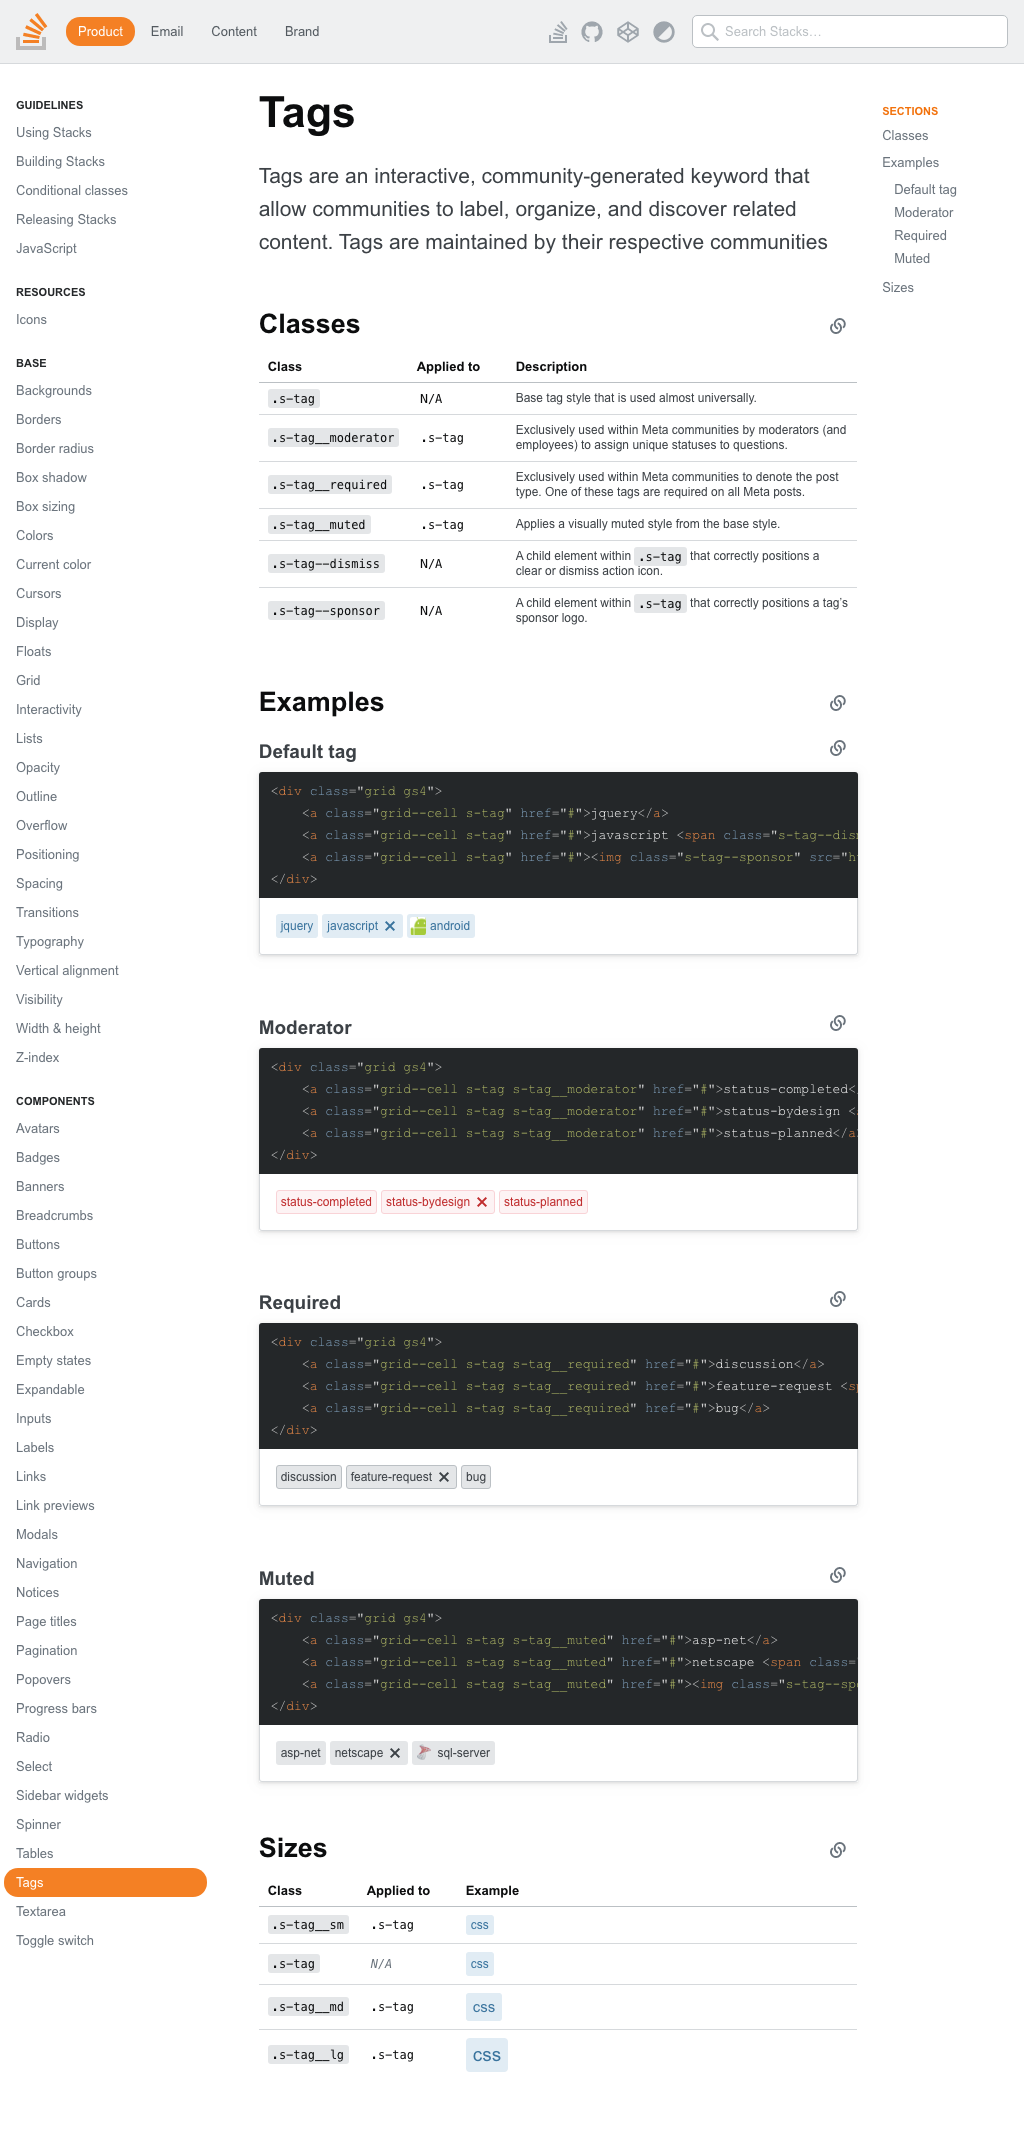 Product
Email
Content
Brand
Search Stacks…
GUIDELINES
Using Stacks
Building Stacks
Conditional classes
Releasing Stacks
JavaScript
RESOURCES
Icons
BASE
Backgrounds
Borders
Border radius
Box shadow
Box sizing
Colors
Current color
Cursors
Display
Floats
Grid
Interactivity
Lists
Opacity
Outline
Overflow
Positioning
Spacing
Transitions
Typography
Vertical alignment
Visibility
Width & height
Z-index
COMPONENTS
Avatars
Badges
Banners
Breadcrumbs
Buttons
Button groups
Cards
Checkbox
Empty states
Expandable
Inputs
Labels
Links
Link previews
Modals
Navigation
Notices
Page titles
Pagination
Popovers
Progress bars
Radio
Select
Sidebar widgets
Spinner
Tables
Tags
Textarea
Toggle switch
Tags
Tags are an interactive, community-generated keyword that
allow communities to label, organize, and discover related
content. Tags are maintained by their respective communities
Classes
Class Applied to Description
.s-tag N/A Base tag style that is used almost universally.
.s-tag__moderator .s-tag Exclusively used within Meta communities by moderators (and
employees) to assign unique statuses to questions.
.s-tag__required .s-tag Exclusively used within Meta communities to denote the post
type. One of these tags are required on all Meta posts.
.s-tag__muted .s-tag Applies a visually muted style from the base style.
.s-tag--dismiss N/A A child element within .s-tag that correctly positions a
clear or dismiss action icon.
.s-tag--sponsor N/A A child element within .s-tag that correctly positions a tag’s
sponsor logo.
Examples
Default tag
<div class="grid gs4">
<a class="grid--cell s-tag" href="#">jquery</a>
<a class="grid--cell s-tag" href="#">javascript <span class="s-tag--dism
<a class="grid--cell s-tag" href="#"><img class="s-tag--sponsor" src="h
</div>
jquery javascript android
Moderator
<div class="grid gs4">
<a class="grid--cell s-tag s-tag__moderator" href="#">status-completed<
<a class="grid--cell s-tag s-tag__moderator" href="#">status-bydesign <
<a class="grid--cell s-tag s-tag__moderator" href="#">status-planned</a
</div>
status-completed status-bydesign status-planned
Required
<div class="grid gs4">
<a class="grid--cell s-tag s-tag__required" href="#">discussion</a>
<a class="grid--cell s-tag s-tag__required" href="#">feature-request <s
<a class="grid--cell s-tag s-tag__required" href="#">bug</a>
</div>
discussion feature-request bug
Muted
<div class="grid gs4">
<a class="grid--cell s-tag s-tag__muted" href="#">asp-net</a>
<a class="grid--cell s-tag s-tag__muted" href="#">netscape <span class=
<a class="grid--cell s-tag s-tag__muted" href="#"><img class="s-tag--spo
</div>
asp-net netscape sql-server
Sizes
Class Applied to Example
.s-tag__sm .s-tag css
.s-tag N/A css
.s-tag__md .s-tag css
.s-tag__lg .s-tag css
SECTIONS
Classes
Examples
Default tag
Moderator
Required
Muted
Sizes